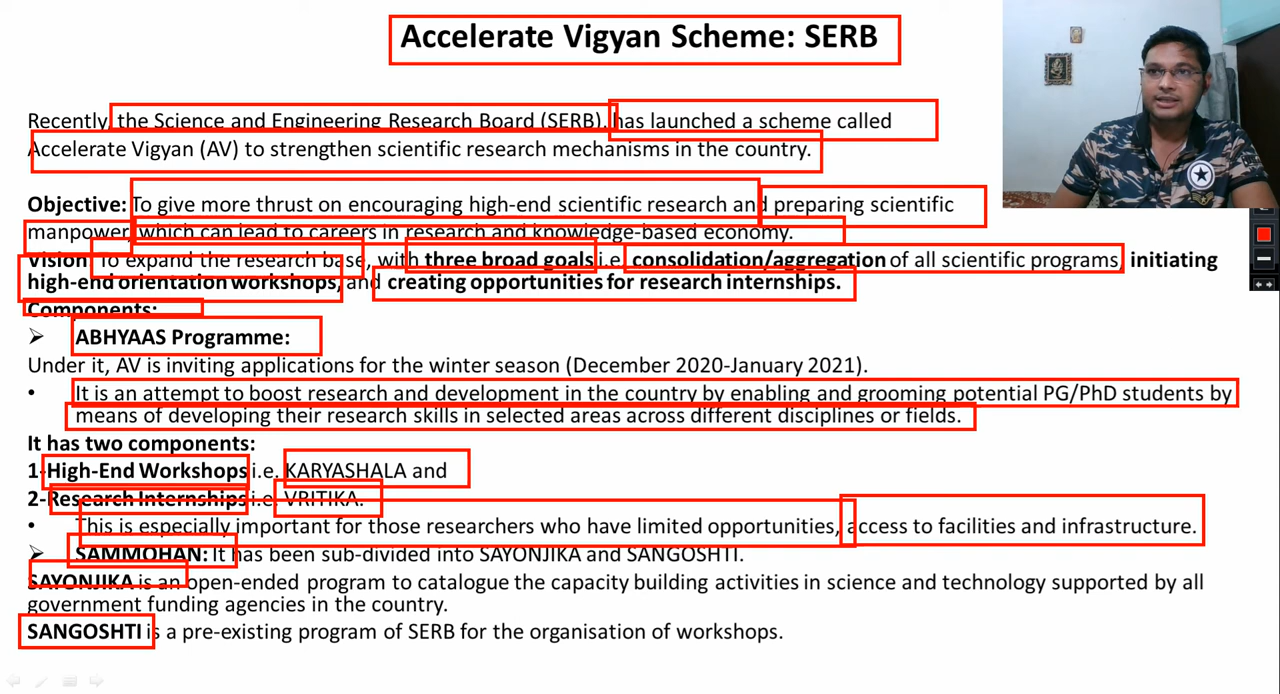 Accelerate Vigyan Scheme: SERB
Recently, the Science and Engineering Research Board (SERB), has launched a scheme called
Accelerate Vigyan (AV) to strengthen scientific research mechanisms in the country.
Objective: To give more thrust on encouraging high-end scientific research and preparing scientific
manpower, which can lead to careers in research and knowledge-based economy.
Vision To expand the research base, with three broad goals i.e. consolidation/aggregation of all scientific programs, initiating
high-end orientation workshops, and creating opportunities for research internships.
Components:
➢ ABHYAAS Programme:
Under it, AV is inviting applications for the winter season (December 2020-January 2021).
• It is an attempt to boost research and development in the country by enabling and grooming potential PG/PhD students by
means of developing their research skills in selected areas across different disciplines or fields.
It has two components:
1-High-End Workshops i.e. KARYASHALA and
2-Research Internships i.e. VRITIKA.
• This is especially important for those researchers who have limited opportunities, access to facilities and infrastructure.
➢ SAMMOHAN: It has been sub-divided into SAYONJIKA and SANGOSHTI.
SAYONJIKA is an open-ended program to catalogue the capacity building activities in science and technology supported by all
government funding agencies in the country.
SANGOSHTI is a pre-existing program of SERB for the organisation of workshops.